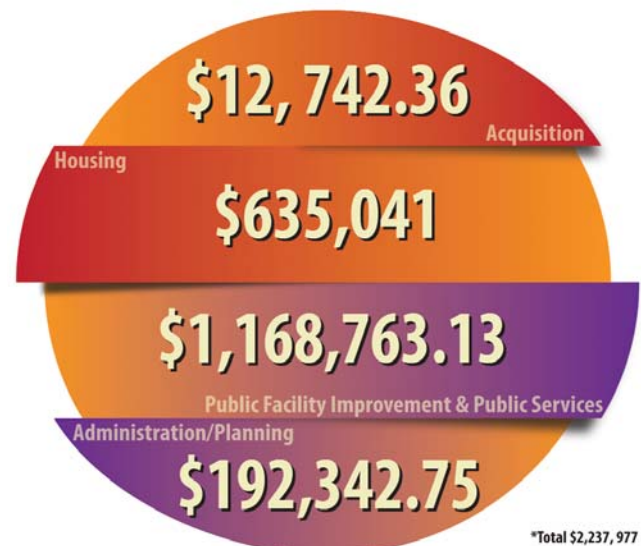 $12, 742.36
Acquisition
Housing
$635,041
$1,168,763.13
Public Facility Improvement & Public Services
Administration/Planning
$192,342.75
*Total $2,237, 977